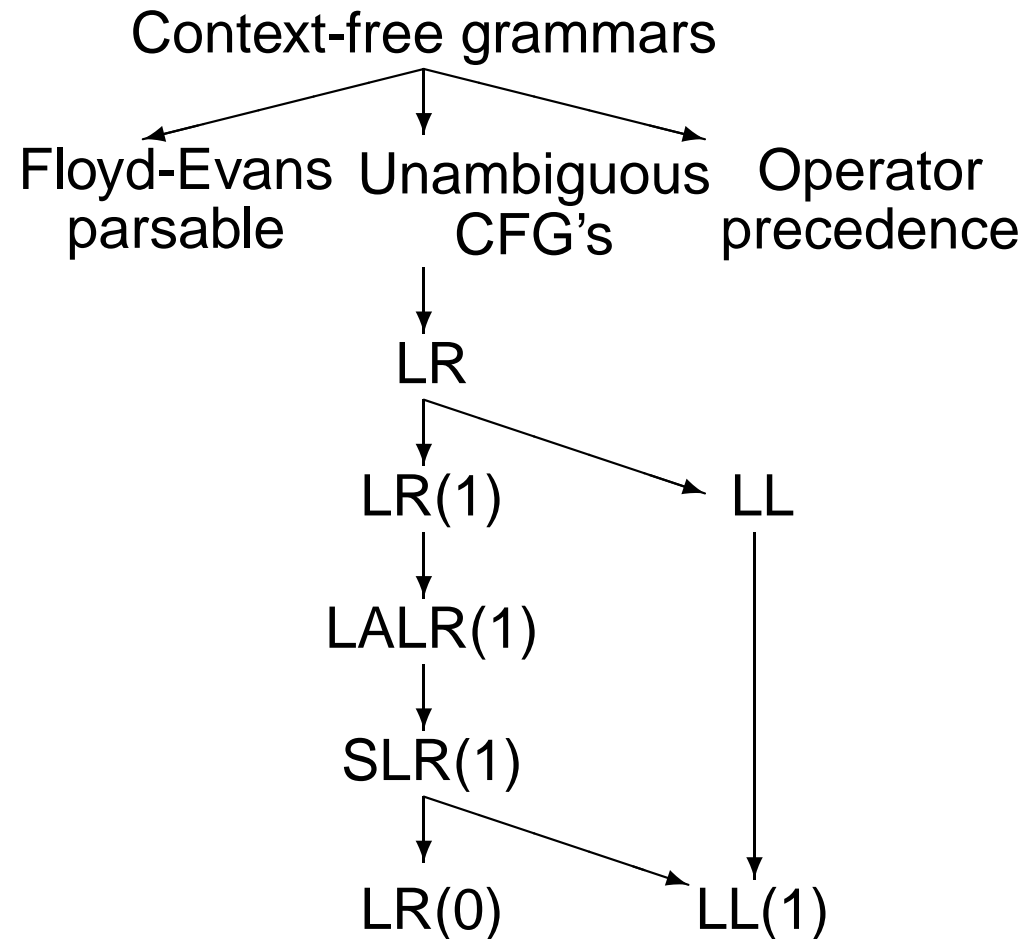 Context-free grammars
Floyd-Evans
parsable
Unambiguous
CFG's
Operator
precedence
LR
LR(1)
LL
LALR(1)
SLR(1)
LR(0)
LL(1)